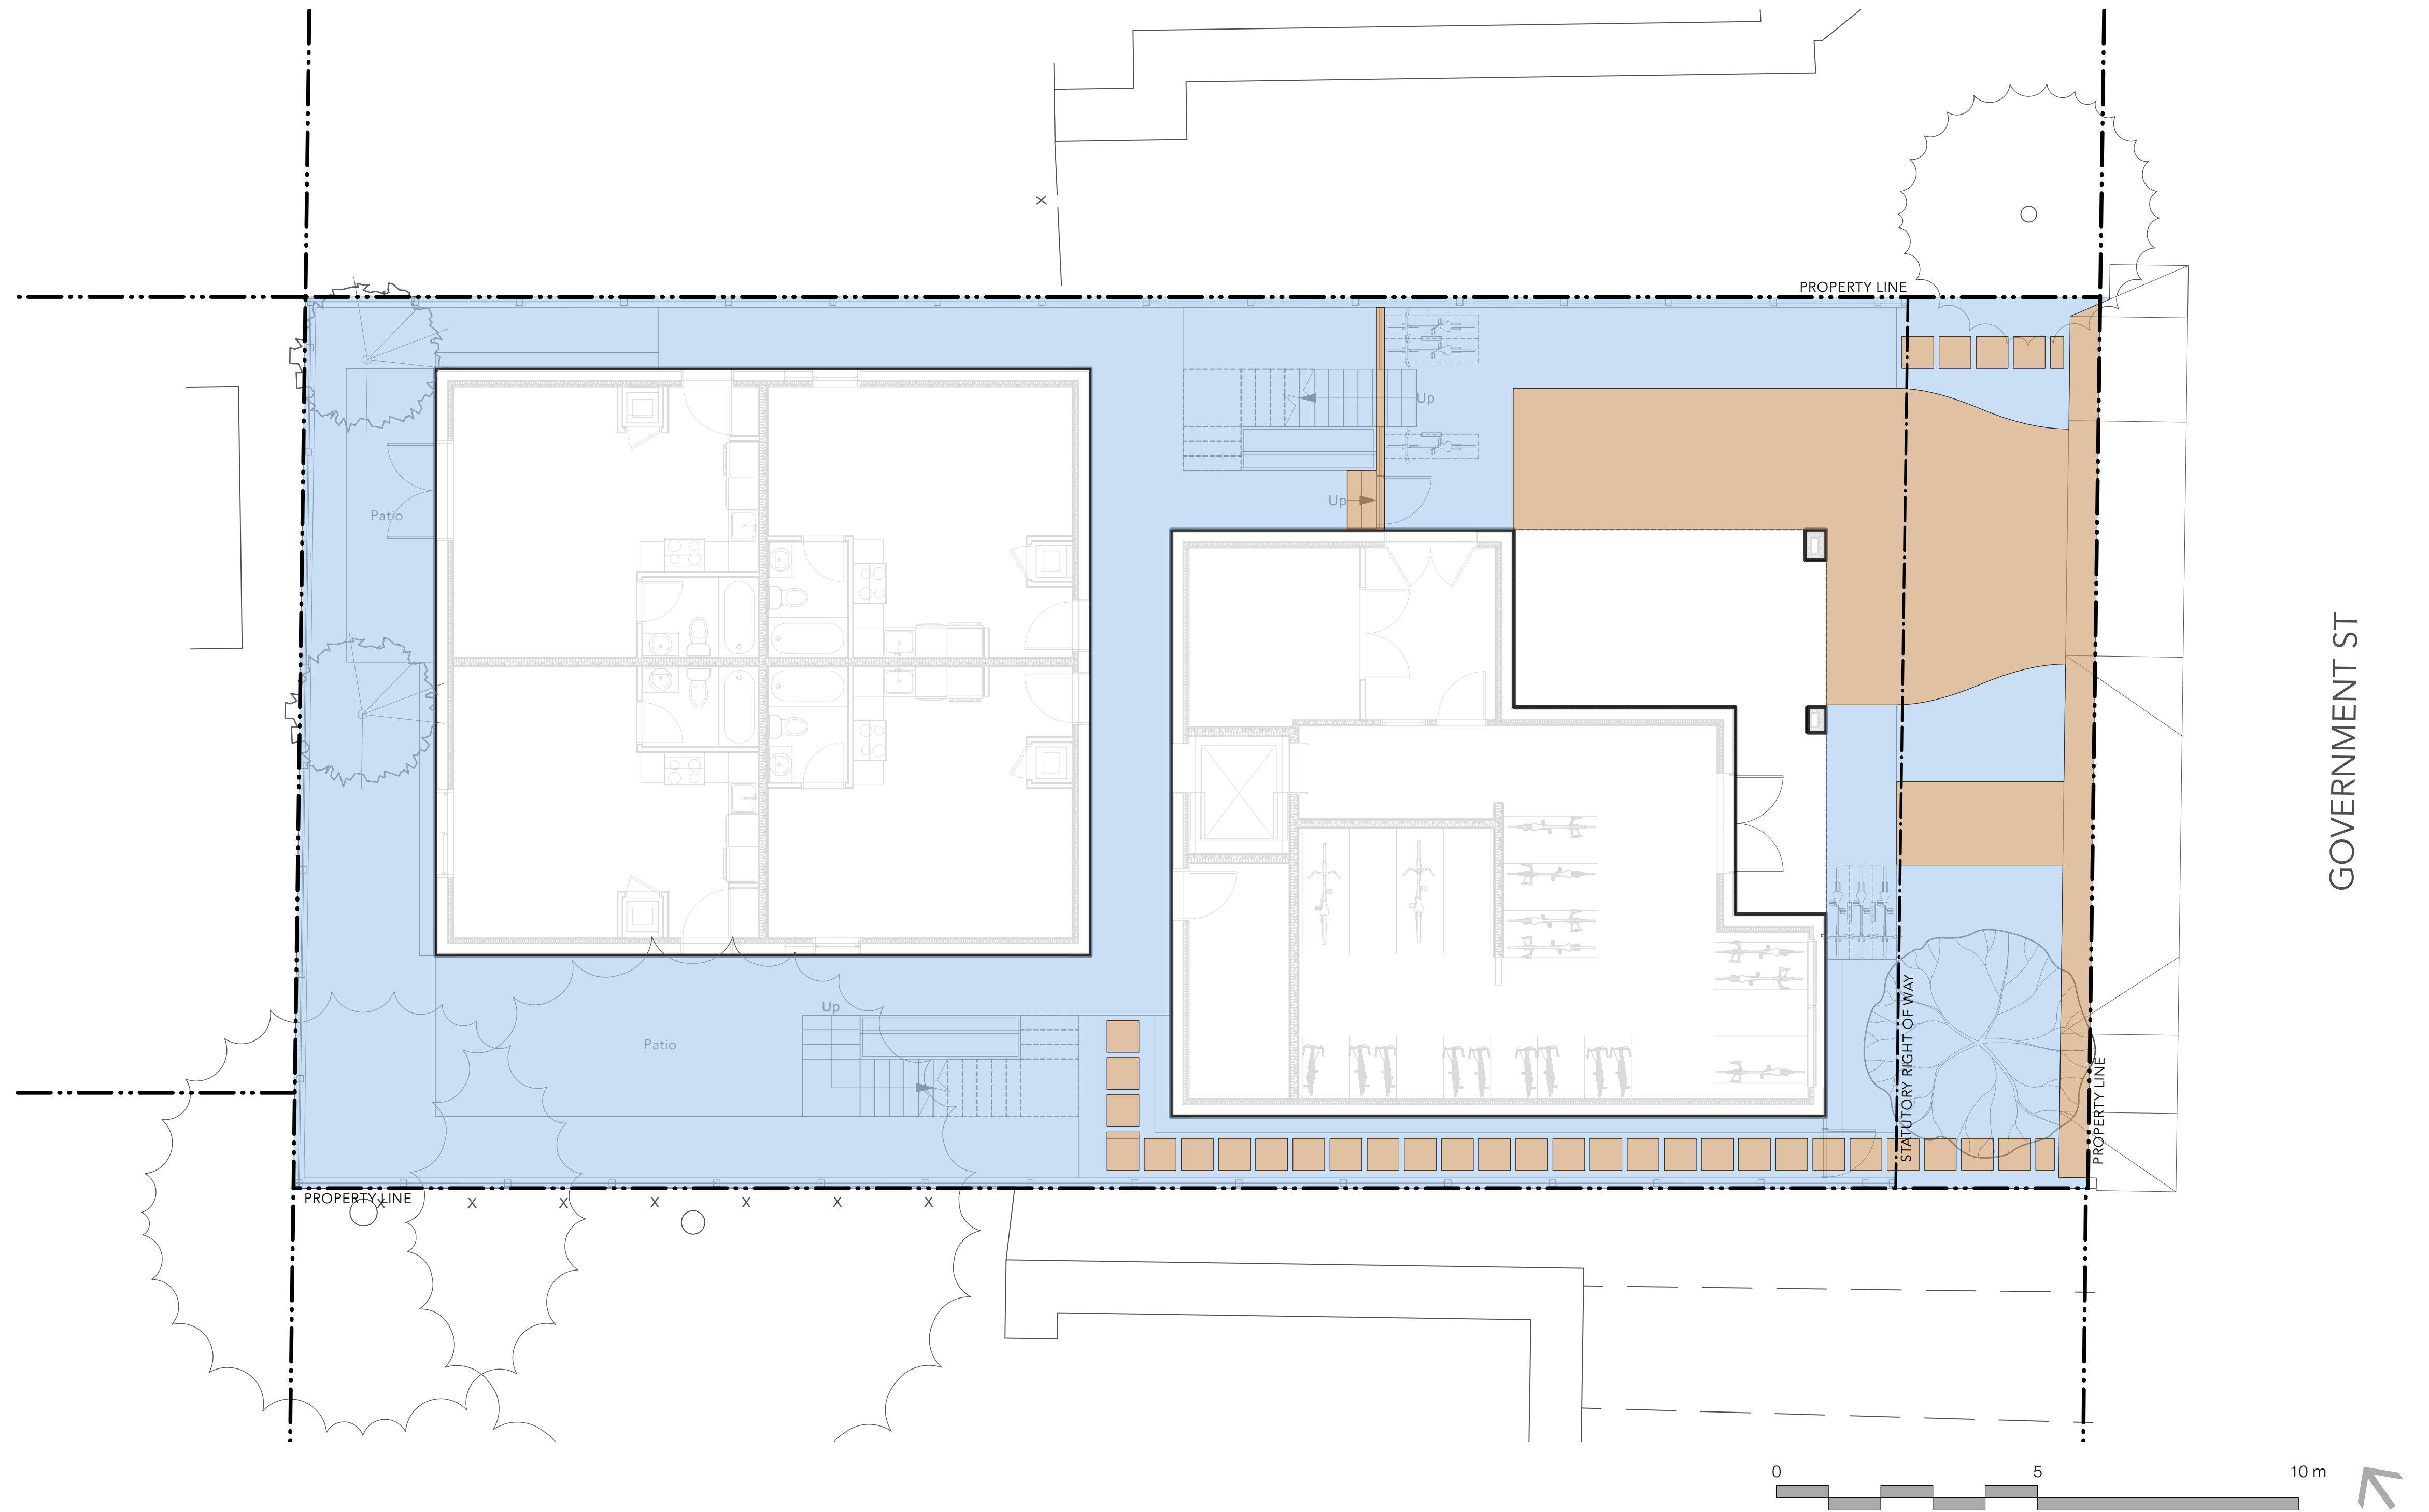 PROPERTY LINE
Up
Up
Patio
GOVERNMENT ST
STATUTORY RIGHT OF WAY
Up
Patio
PROPERTY LINE
PROPERTY LINE
X
X
X
X
X
X
X
X
0 5 10 m